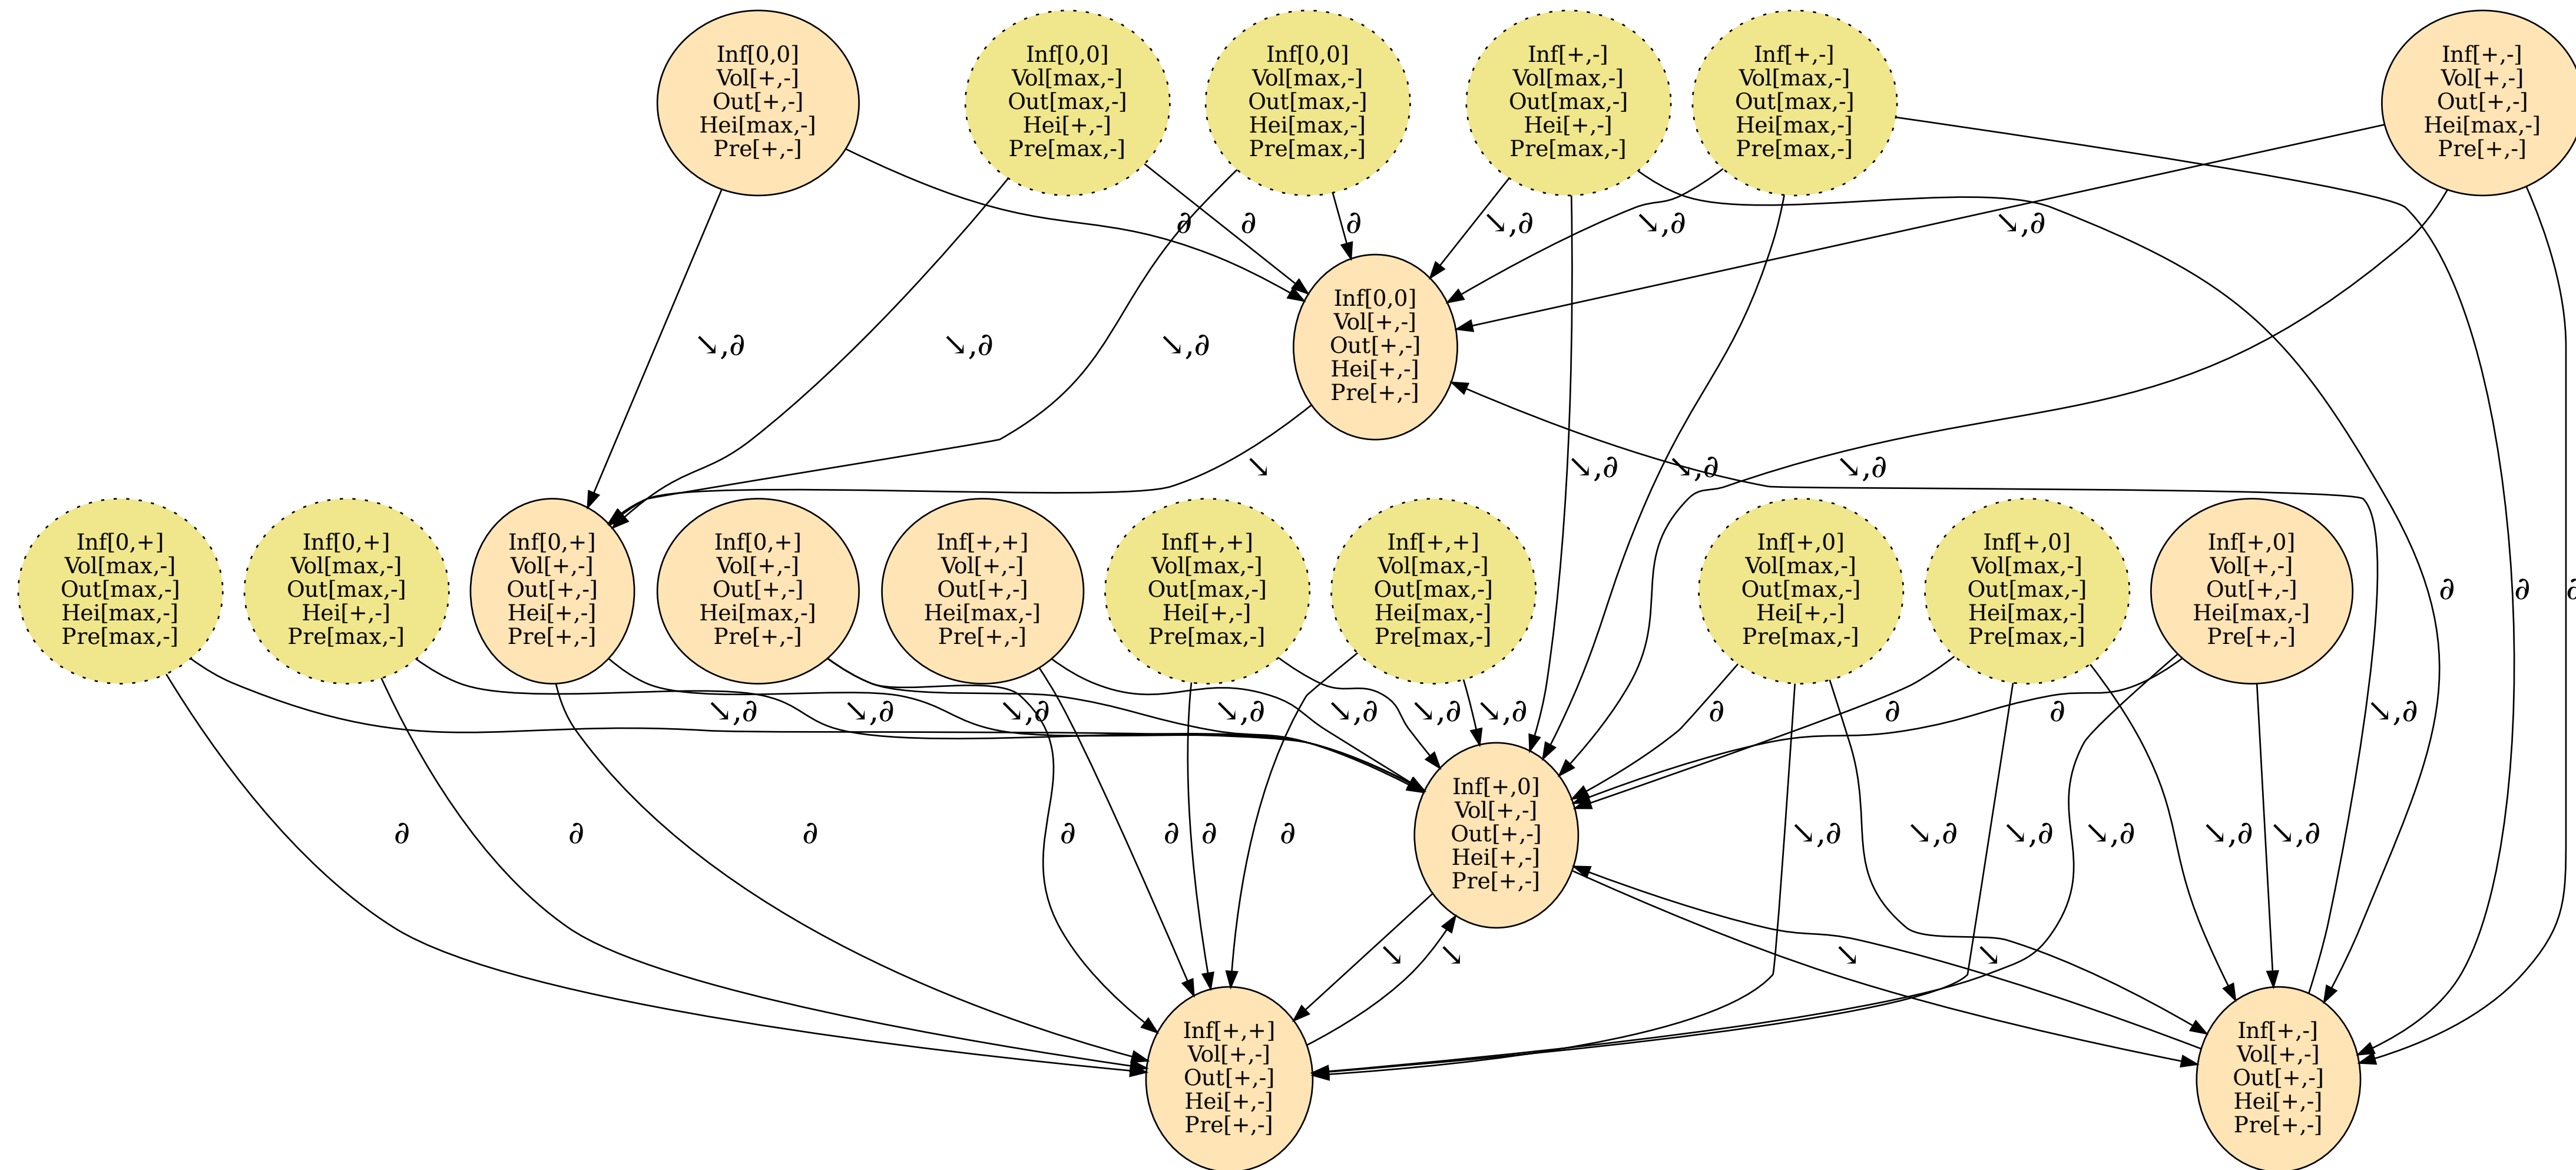 Inf[0,0]
Vol[+,-]
Out[+,-]
Hei[max,-]
Pre[+,-]
Inf[0,0]
Vol[max,-]
Out[max,-]
Hei[+,-]
Pre[max,-]
Inf[0,0]
Vol[max,-]
Out[max,-]
Hei[max,-]
Pre[max,-]
Inf[+,-]
Vol[max,-]
Out[max,-]
Hei[+,-]
Pre[max,-]
Inf[+,-]
Vol[max,-]
Out[max,-]
Hei[max,-]
Pre[max,-]
Inf[+,-]
Vol[+,-]
Out[+,-]
Hei[max,-]
Pre[+,-]
∂
∂
∂
↘,∂
↘,∂
↘,∂
Inf[0,0]
Vol[+,-]
Out[+,-]
Hei[+,-]
Pre[+,-]
↘,∂
↘,∂
↘,∂
↘
↘,∂
↘,∂
↘,∂
Inf[0,+]
Vol[max,-]
Out[max,-]
Hei[max,-]
Pre[max,-]
Inf[0,+]
Vol[max,-]
Out[max,-]
Hei[+,-]
Pre[max,-]
Inf[0,+]
Vol[+,-]
Out[+,-]
Hei[+,-]
Pre[+,-]
Inf[0,+]
Vol[+,-]
Out[+,-]
Hei[max,-]
Pre[+,-]
Inf[+,+]
Vol[+,-]
Out[+,-]
Hei[max,-]
Pre[+,-]
Inf[+,+]
Vol[max,-]
Out[max,-]
Hei[+,-]
Pre[max,-]
Inf[+,+]
Vol[max,-]
Out[max,-]
Hei[max,-]
Pre[max,-]
Inf[+,0]
Vol[max,-]
Out[max,-]
Hei[+,-]
Pre[max,-]
Inf[+,0]
Vol[max,-]
Out[max,-]
Hei[max,-]
Pre[max,-]
Inf[+,0]
Vol[+,-]
Out[+,-]
Hei[max,-]
Pre[+,-]
∂
∂
∂
↘,∂
↘,∂
↘,∂
↘,∂
↘,∂
↘,∂
↘,∂
∂
∂
∂
↘,∂
Inf[+,0]
Vol[+,-]
Out[+,-]
Hei[+,-]
Pre[+,-]
∂
∂
∂
∂
∂
∂
∂
↘,∂
↘,∂
↘,∂
↘,∂
↘,∂
↘,∂
↘
↘
↘
↘
Inf[+,+]
Vol[+,-]
Out[+,-]
Hei[+,-]
Pre[+,-]
Inf[+,-]
Vol[+,-]
Out[+,-]
Hei[+,-]
Pre[+,-]